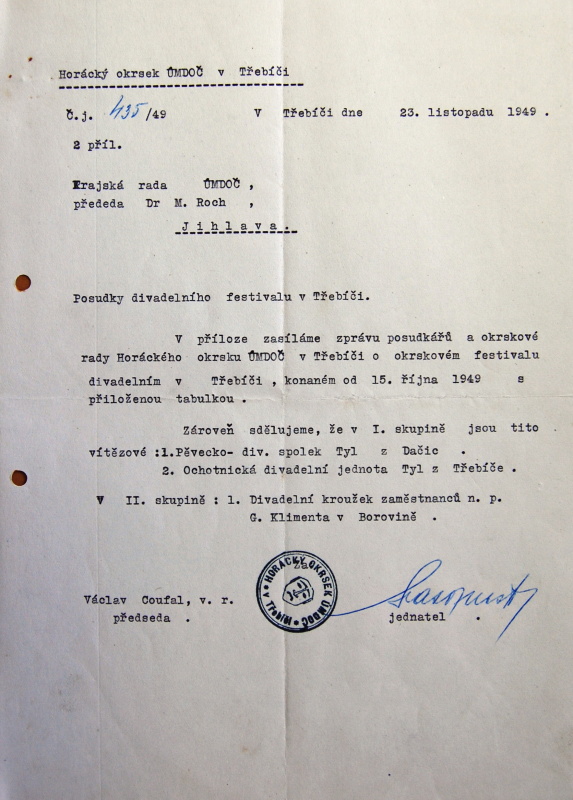 Horácký okrsek ÚMDOČ v Třebíči
Č.j. 435/49 V Třebíči dne 23. listopadu 1949 .
2 příl.
Krajská rada ÚMDOČ ,
přededa Dr M. Roch ,
Jihlava.
Posudky divadelního festivalu v Třebíči.
V příloze zasíláme zprávu posudkářů a okrskové
rady Horáckého okrsku ÚMDOČ v Třebíči o okrskovém festivalu
divadelním v Třebíči , konaném od 15. října 1949 s
přiloženou tabulkou .
Zároveň sdělujeme, že v I. skupině jsou tito
vítězové :1.Pěvecko- div. spolek Tyl z Dačic .
2. Ochotnická divadelní jednota Tyl z Třebíče .
V II. skupině : 1. Divadelní kroužek zaměstnanců n. p.
G. Klimenta v Borovině .
Za
HORÁCKÝ OKRSEK ÚMDOČ
Václav Coufal, v. r.
předseda .
jednatel .